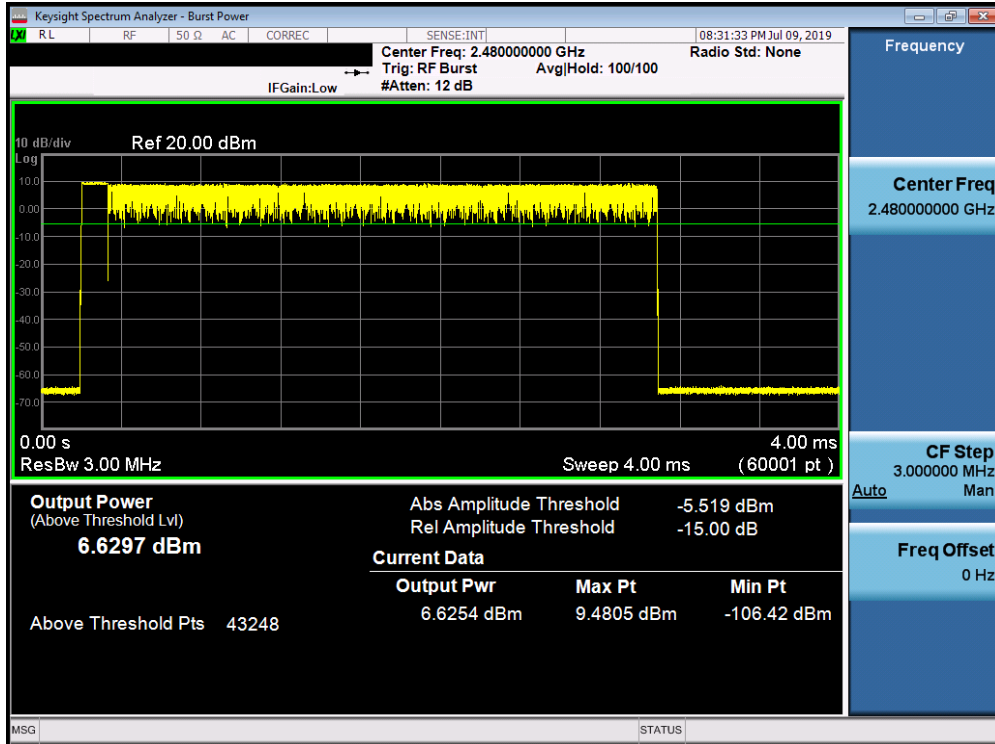 Keysight Spectrum Analyzer - Burst Power
LXI RL RF 50 Ω AC CORREC SENSE:INT 08:31:33 PM Jul 09, 2019
Center Freq: 2.480000000 GHz Radio Std: None
Trig: RF Burst Avg|Hold: 100/100
IFGain:Low #Atten: 12 dB
10 dB/div Ref 20.00 dBm
Log
10.0
0.00
-10.0
-20.0
-30.0
-40.0
-50.0
-60.0
-70.0
0.00 s 4.00 ms
ResBw 3.00 MHz Sweep 4.00 ms (60001 pt)
Output Power
(Above Threshold Lvl)
6.6297 dBm
Above Threshold Pts 43248
Abs Amplitude Threshold -5.519 dBm
Rel Amplitude Threshold -15.00 dB
Current Data
Output Pwr Max Pt Min Pt
6.6254 dBm 9.4805 dBm -106.42 dBm
Frequency
Center Freq
2.480000000 GHz
CF Step
3.000000 MHz
Auto Man
Freq Offset
0 Hz
MSG STATUS